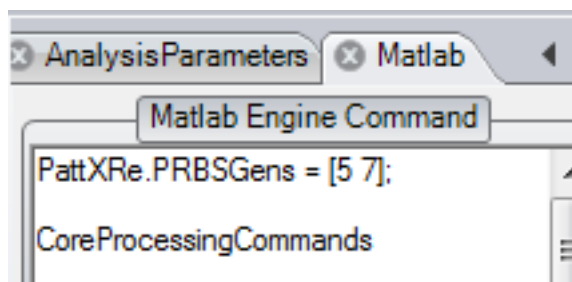 AnalysisParameters
Matlab
Matlab Engine Command
PattXRe.PRBSGens = [5 7];
CoreProcessingCommands